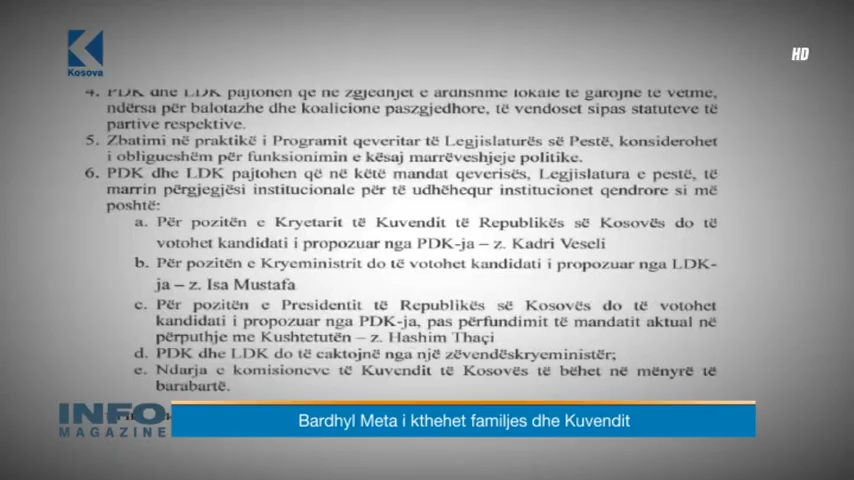 Kosova
HD
4. PDK dhe LDK pajtohen që në zgjedhjet e ardhshme lokale të garojnë të vetme,
ndërsa për balotazhe dhe koalicione paszgjedhore, të vendoset sipas statuteve të
partive respektive.
5. Zbatimi në praktikë i Programit qeveritar të Legjislaturës së Pestë, konsiderohet
i obligueshëm për funksionimin e kësaj marrëveshjeje politike.
6. PDK dhe LDK pajtohen që në këtë mandat qeverisës, Legjislatura e pestë, të
marrin përgjegjësi institucionale për të udhëhequr institucionet qendrore si më
poshtë:
a. Për pozitën e Kryetarit të Kuvendit të Republikës së Kosovës do të
votohet kandidati i propozuar nga PDK-ja – z. Kadri Veseli
b. Për pozitën e Kryeministrit do të votohet kandidati i propozuar nga LDK-
ja – z. Isa Mustafa
c. Për pozitën e Presidentit të Republikës së Kosovës do të votohet
kandidati i propozuar nga PDK-ja, pas përfundimit të mandatit aktual në
përputhje me Kushtetutën – z. Hashim Thaçi
d. PDK dhe LDK do të caktojnë nga një zëvendëskryeministër;
e. Ndarja e komisioneve të Kuvendit të Kosovës të bëhet në mënyrë të
barabartë.
INFO
MAGAZINE
Bardhyl Meta i kthehet familjes dhe Kuvendit